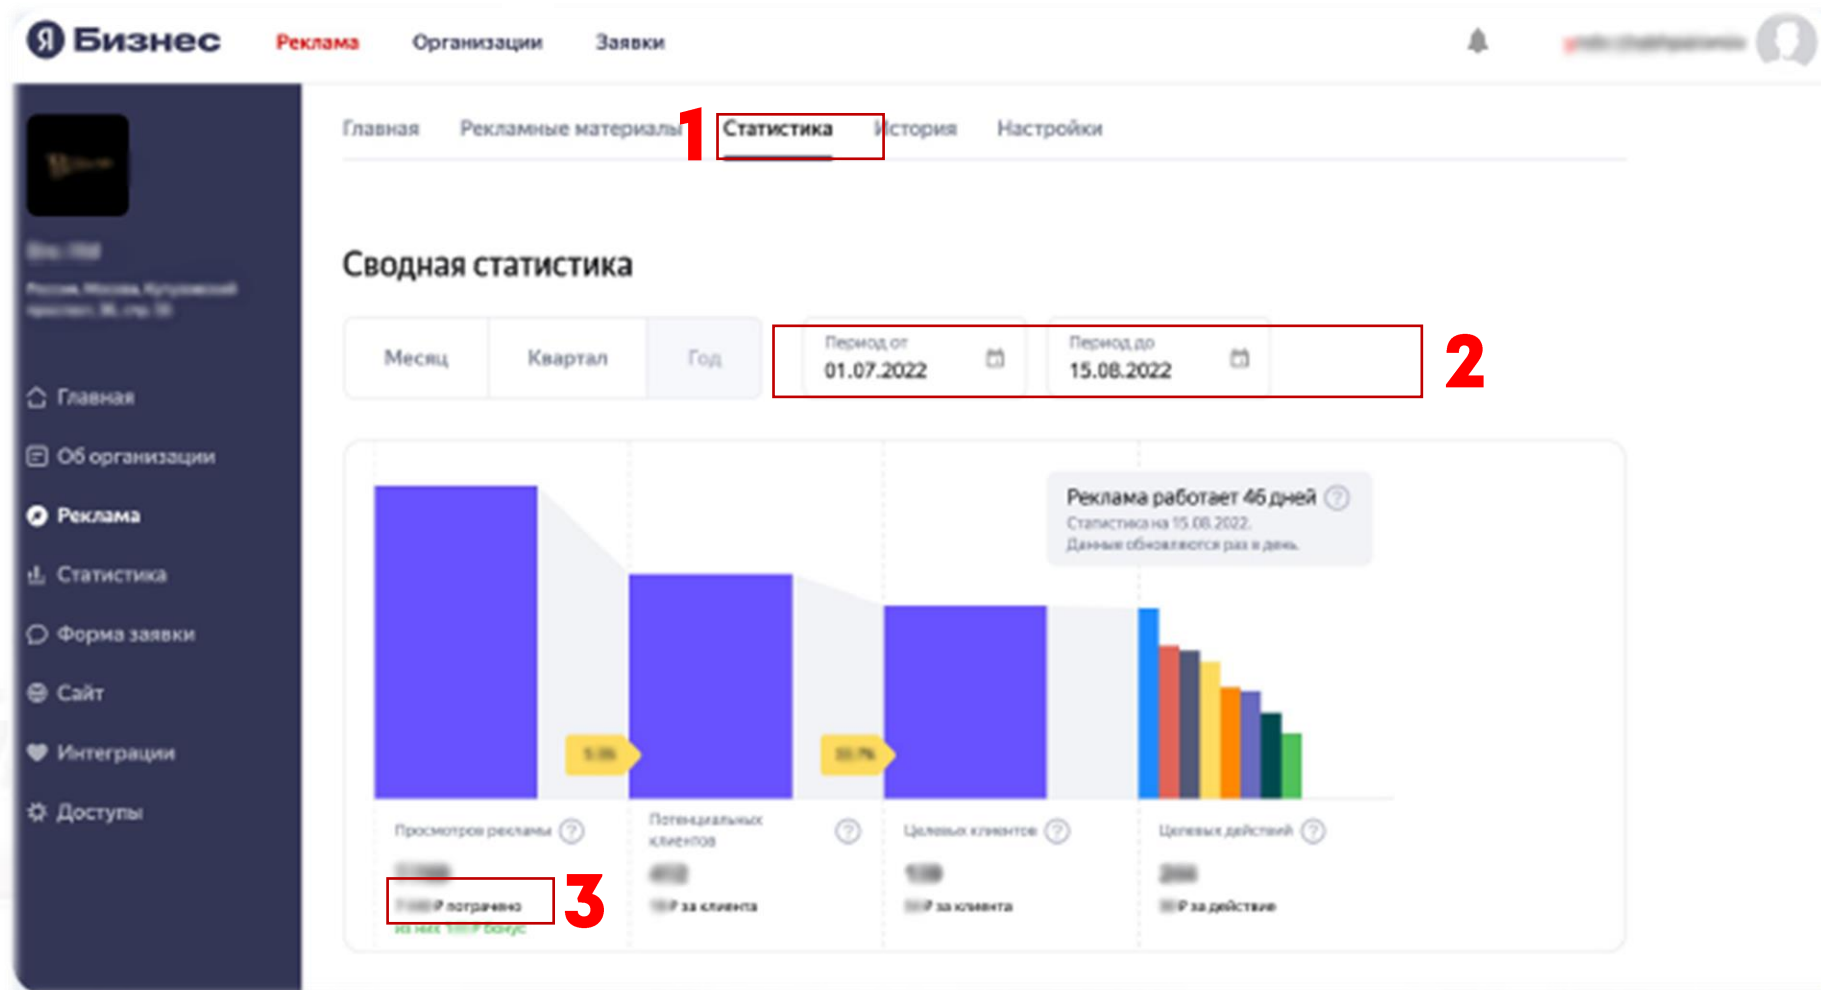 Я Бизнес
Реклама
Организации
Заявки
Главная
Рекламные материалы
1
Статистика
История
Настройки
Сводная статистика
Месяц
Квартал
Год
Период от
01.07.2022
Период до
15.08.2022
2
Главная
Об организации
Реклама
Статистика
Форма заявки
Сайт
Интеграции
Доступы
Реклама работает 46 дней
Статистика на 15.08.2022.
Данные обновляются раз в день.
Просмотров рекламы
₽ потрачено
из них ₽ бонус
3
Потенциальных
клиентов
₽ за клиента
Целевых клиентов
₽ за клиента
Целевых действий
₽ за действие